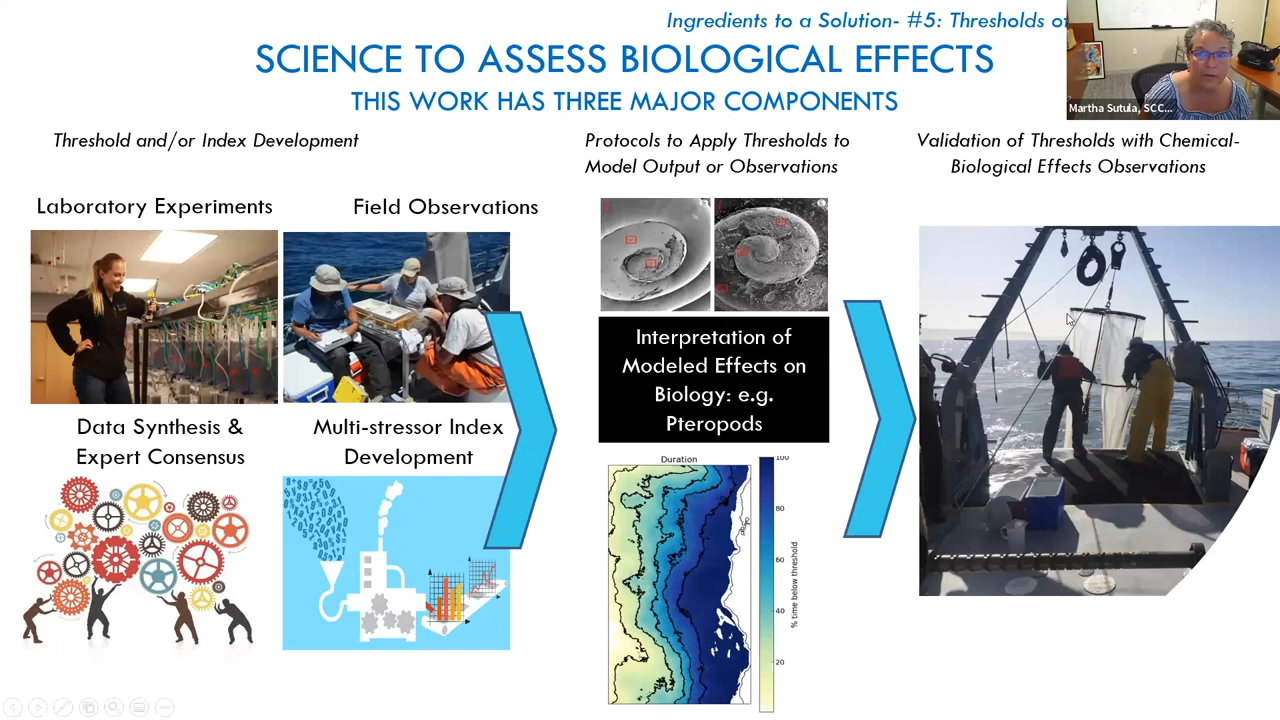 Ingredients to a Solution- #5: Thresholds of
SCIENCE TO ASSESS BIOLOGICAL EFFECTS
THIS WORK HAS THREE MAJOR COMPONENTS
Martha Sutula, SCC...
Threshold and/or Index Development
Protocols to Apply Thresholds to
Model Output or Observations
Validation of Thresholds with Chemical-
Biological Effects Observations
Laboratory Experiments
Field Observations
Data Synthesis &
Expert Consensus
Multi-stressor Index
Development
Interpretation of
Modeled Effects on
Biology: e.g.
Pteropods
Duration
100
80
60
40
20
% time below threshold